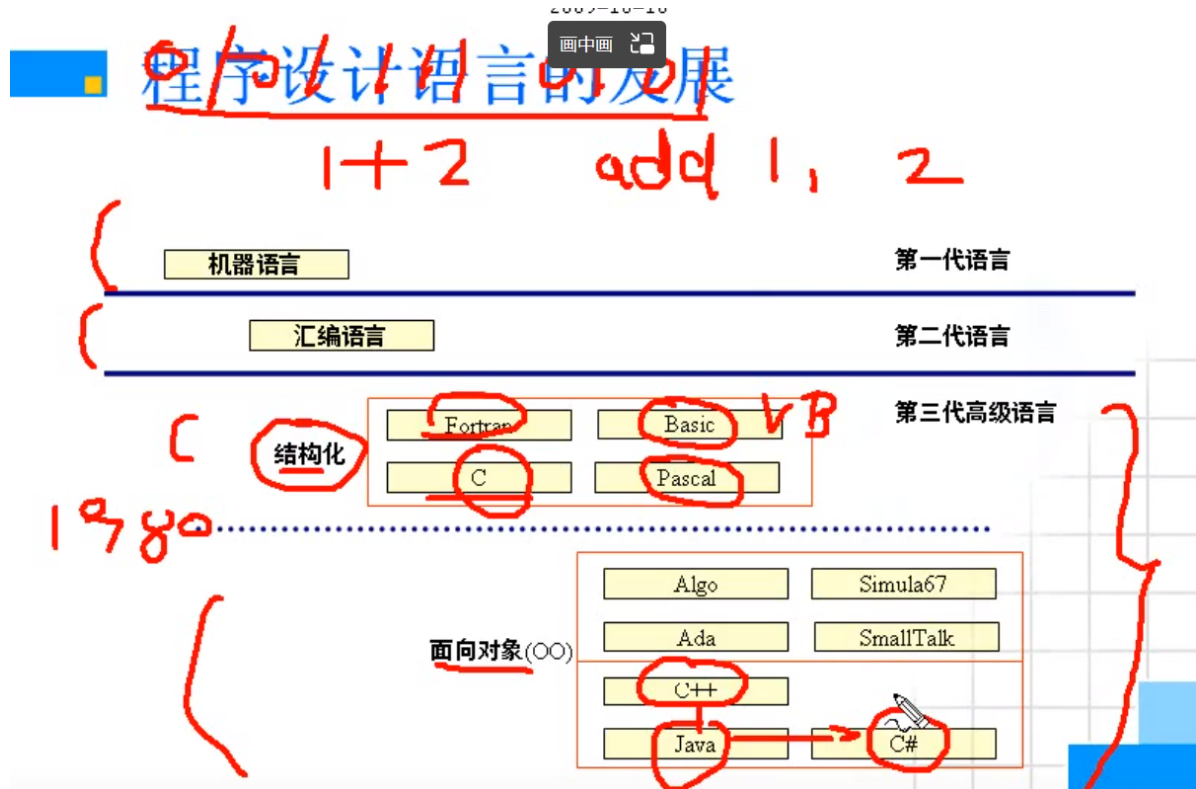 画中画
程序设计语言的发展
0101110101
1+2 add 1, 2
机器语言 第一代语言
汇编语言 第二代语言
第三代高级语言
Fortran Basic VB
结构化
C Pascal
1980
Algo Simula67
Ada SmallTalk
面向对象(OO)
C++
Java C#